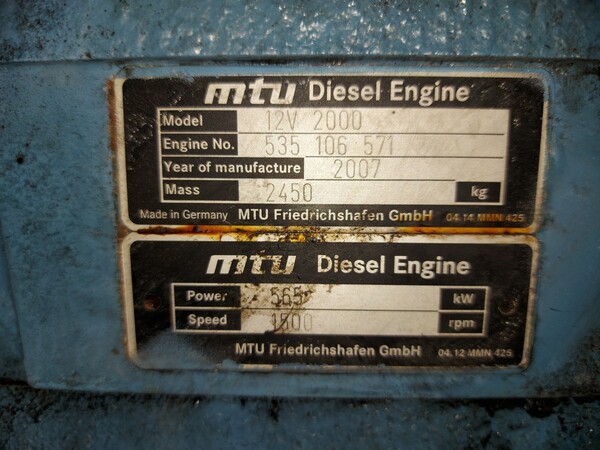 mtu Diesel Engine
Model 12V 2000
Engine No. 535 106 571
Year of manufacture 2007
Mass 2450 kg
Made in Germany MTU Friedrichshafen GmbH 04.14 MMN 425
mtu Diesel Engine
Power 565 kW
Speed 1500 rpm
MTU Friedrichshafen GmbH 04.12 MMN 425